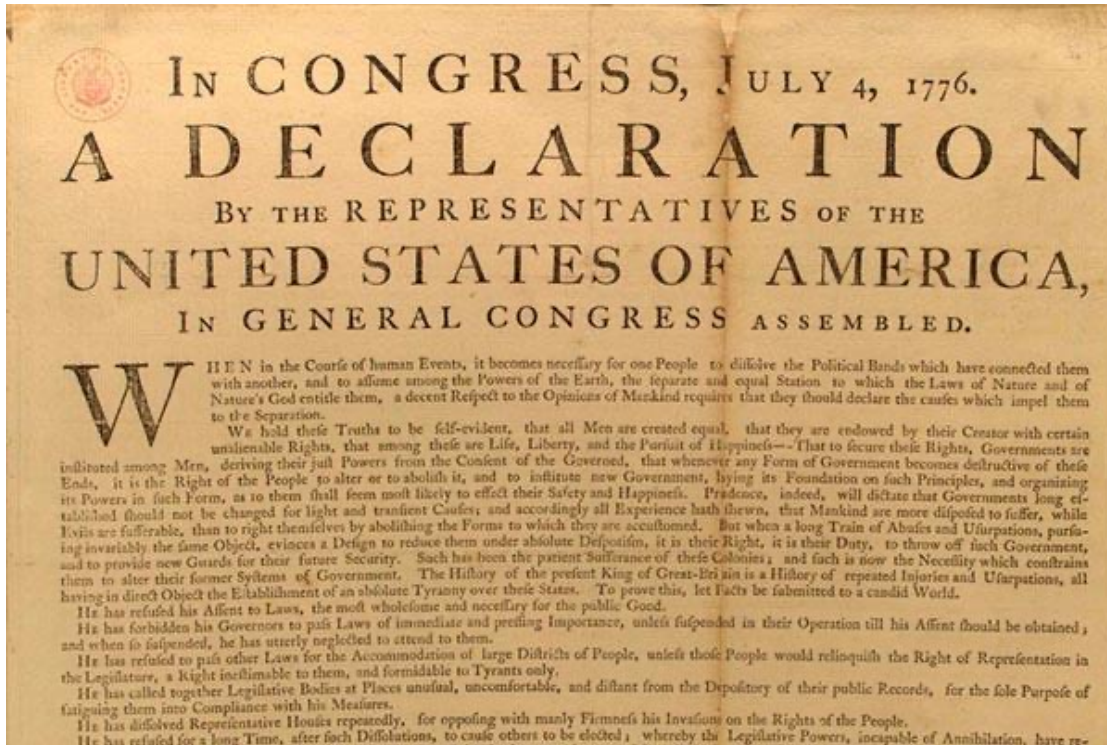 IN CONGRESS, JULY 4, 1776.
A DECLARATION
BY THE REPRESENTATIVES OF THE
UNITED STATES OF AMERICA,
IN GENERAL CONGRESS ASSEMBLED.
WHEN in the Courſe of human Events, it becomes neceſſary for one People to diſſolve the Political Bands which have connected them
with another, and to aſſume among the Powers of the Earth, the ſeparate and equal Station to which the Laws of Nature and of
Nature's God entitle them, a decent Reſpect to the Opinions of Mankind requires that they ſhould declare the cauſes which impel them
to the Separation.
WE hold theſe Truths to be ſelf-evident, that all Men are created equal, that they are endowed by their Creator with certain
unalienable Rights, that among theſe are Life, Liberty, and the Purſuit of Happineſs--That to ſecure theſe Rights, Governments are
inſtituted among Men, deriving their juſt Powers from the Conſent of the Governed, that whenever any Form of Government becomes deſtructive of theſe
Ends, it is the Right of the People to alter or to aboliſh it, and to inſtitute new Government, laying its Foundation on ſuch Principles, and organizing
its Powers in ſuch Form, as to them ſhall ſeem moſt likely to effect their Safety and Happineſs. Prudence, indeed, will dictate that Governments long eſ-
tabliſhed ſhould not be changed for light and tranſient Cauſes; and accordingly all Experience hath ſhewn, that Mankind are more diſpoſed to ſuffer, while
Evils are ſufferable, than to right themſelves by aboliſhing the Forms to which they are accuſtomed. But when a long Train of Abuſes and Uſurpations, purſu-
ing invariably the ſame Object, evinces a Deſign to reduce them under abſolute Deſpotiſm, it is their Right, it is their Duty, to throw off ſuch Government,
and to provide new Guards for their future Security. Such has been the patient Sufferance of theſe Colonies; and ſuch is now the Neceſſity which conſtrains
them to alter their former Syſtems of Government. The Hiſtory of the preſent King of Great-Britain is a Hiſtory of repeated Injuries and Uſurpations, all
having in direct Object the Eſtabliſhment of an abſolute Tyranny over theſe States. To prove this, let Facts be ſubmitted to a candid World.
HE has refuſed his Aſſent to Laws, the moſt wholeſome and neceſſary for the public Good.
HE has forbidden his Governors to paſs Laws of immediate and preſſing Importance, unleſs ſuſpended in their Operation till his Aſſent ſhould be obtained;
and when ſo ſuſpended, he has utterly neglected to attend to them.
HE has refuſed to paſs other Laws for the Accommodation of large Diſtricts of People, unleſs thoſe People would relinquiſh the Right of Repreſentation in
the Legiſlature, a Right ineſtimable to them, and formidable to Tyrants only.
HE has called together Legiſlative Bodies at Places unuſual, uncomfortable, and diſtant from the Depoſitory of their public Records, for the ſole Purpoſe of
fatiguing them into Compliance with his Meaſures.
HE has diſſolved Repreſentative Houſes repeatedly, for oppoſing with manly Firmneſs his Invaſions on the Rights of the People.
HE has refuſed for a long Time, after ſuch Diſſolutions, to cauſe others to be elected; whereby the Legiſlative Powers, incapable of Annihilation, have re-